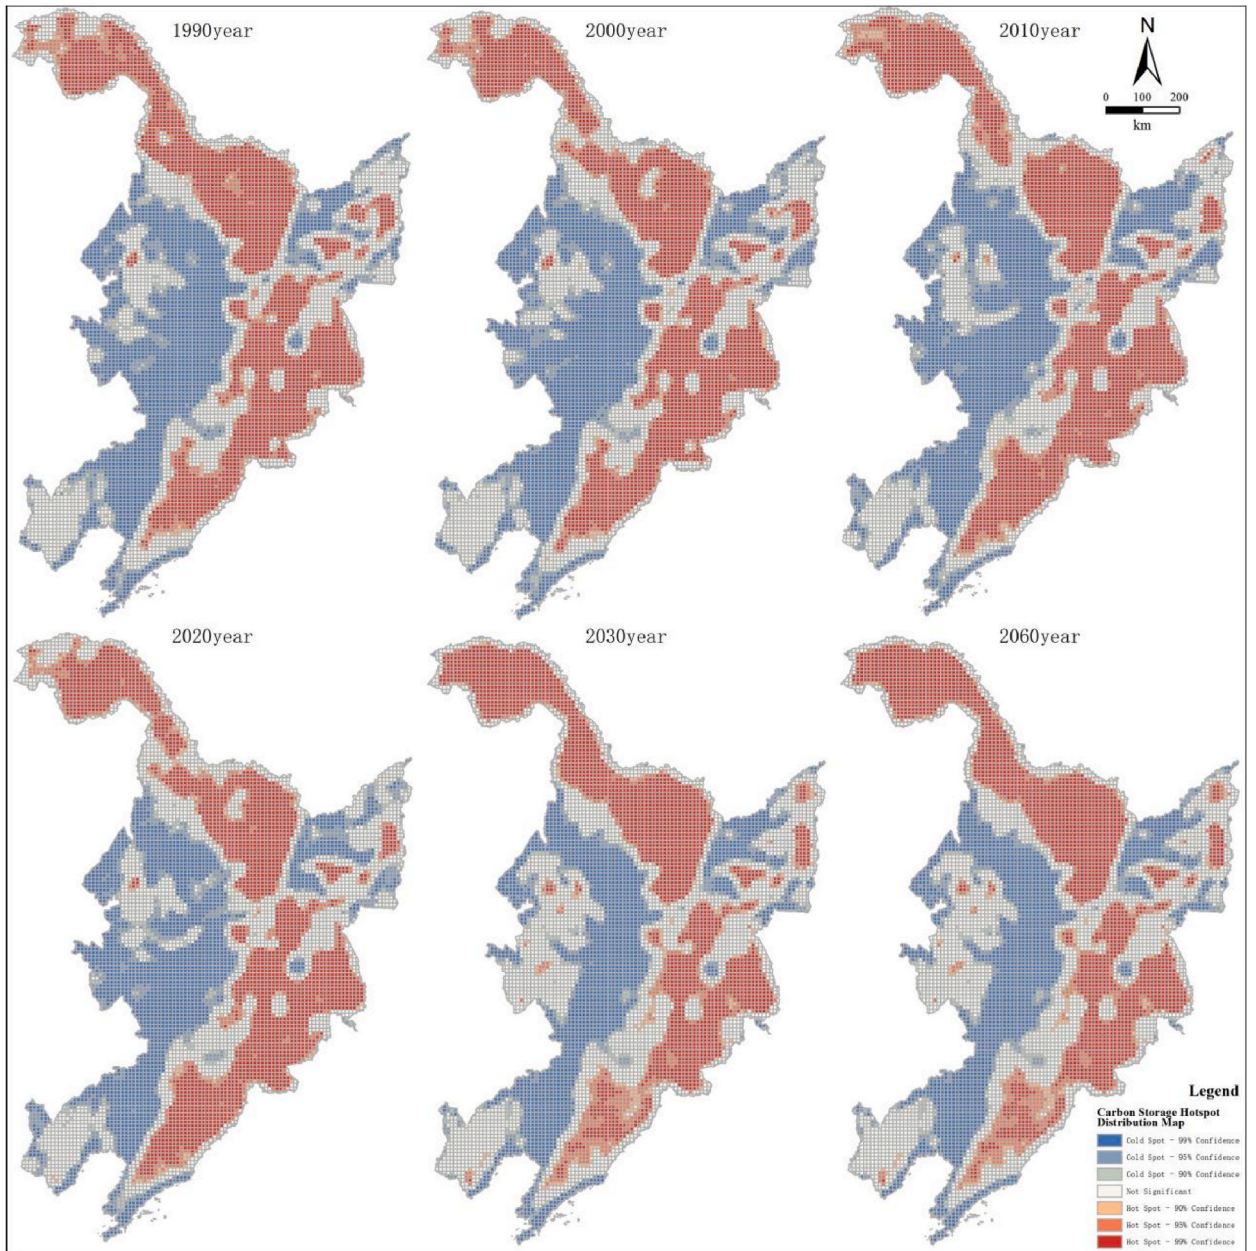 1990year
2000year
2010year
N
0 100 200
km
2020year
2030year
2060year
Legend
Carbon Storage Hotspot
Distribution Map
Cold Spot - 99% Confidence
Cold Spot - 95% Confidence
Cold Spot - 90% Confidence
Not Significant
Hot Spot - 90% Confidence
Hot Spot - 95% Confidence
Hot Spot - 99% Confidence